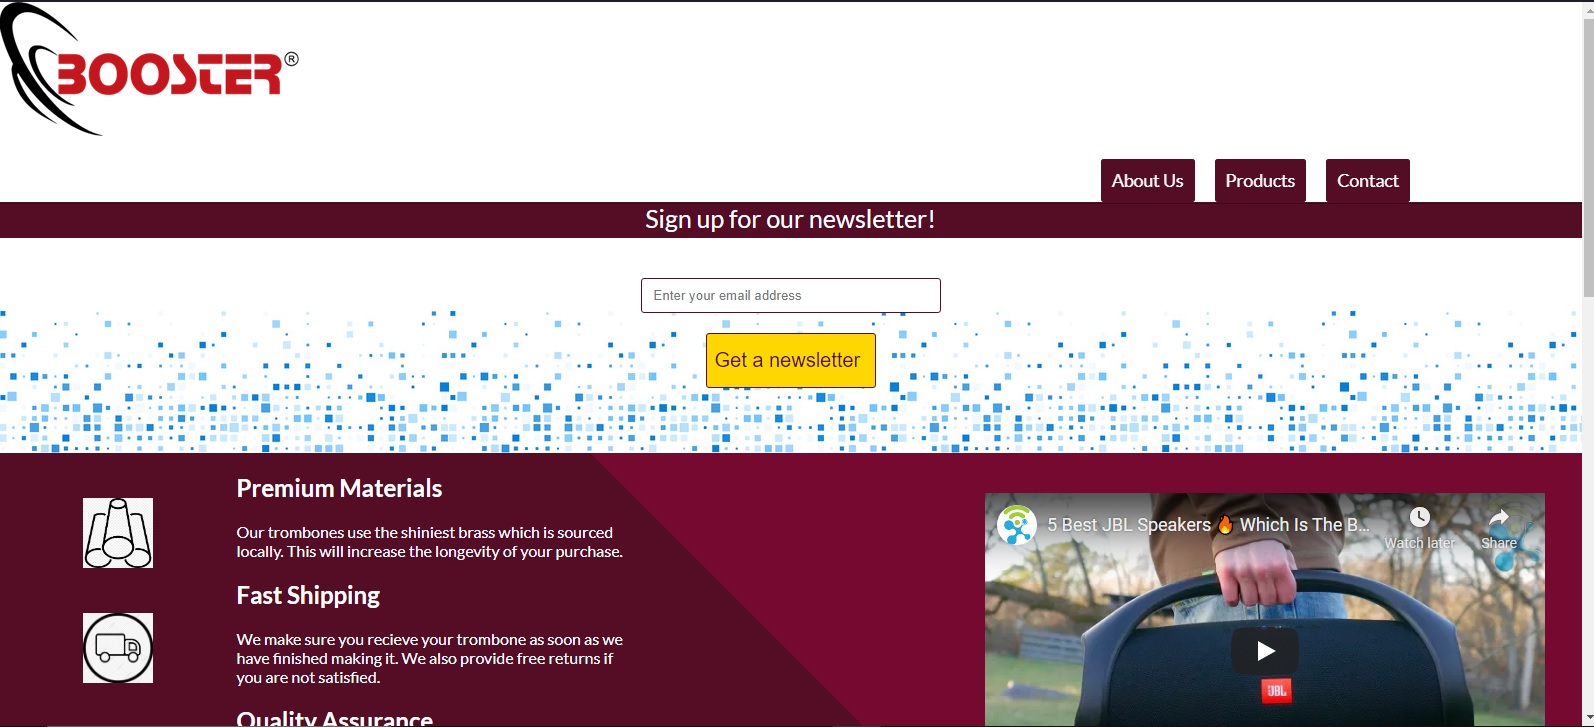 BOOSTER®
About Us
Products
Contact
Sign up for our newsletter!
Enter your email address
Get a newsletter
Premium Materials
Our trombones use the shiniest brass which is sourced
locally. This will increase the longevity of your purchase.
Fast Shipping
We make sure you recieve your trombone as soon as we
have finished making it. We also provide free returns if
you are not satisfied.
Quality Assurance
5 Best JBL Speakers 🔥 Which Is The B...
Watch later
Share
JBL